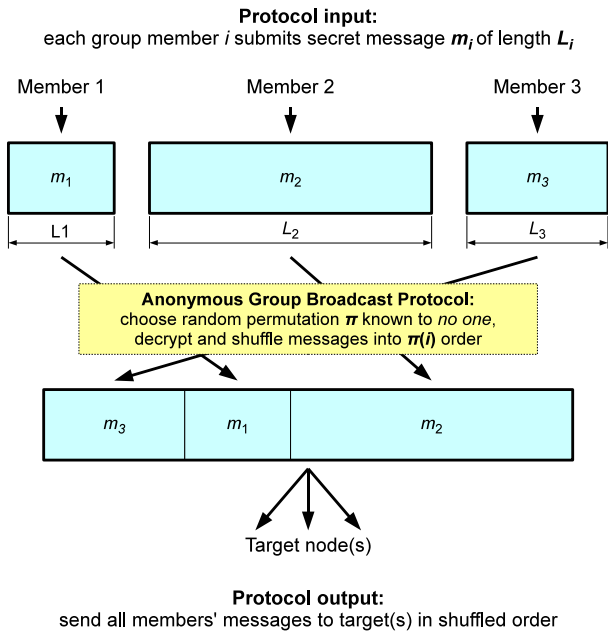 Protocol input:
each group member i submits secret message mᵢ of length Lᵢ
Member 1 Member 2 Member 3
m₁ m₂ m₃
L1 L₂ L₃
Anonymous Group Broadcast Protocol:
choose random permutation π known to no one,
decrypt and shuffle messages into π(i) order
m₃ m₁ m₂
Target node(s)
Protocol output:
send all members' messages to target(s) in shuffled order